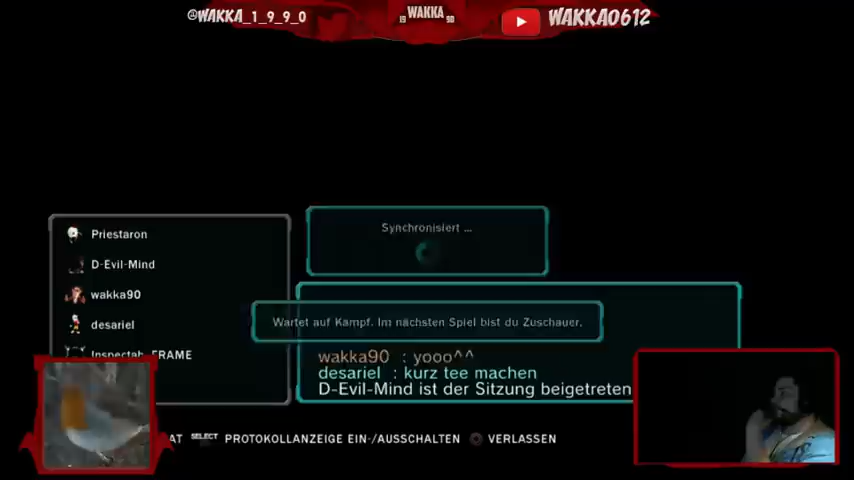 @WAKKA_1_9_9_0
19 WAKKA 90
WAKKA0612
Priestaron
D-Evil-Mind
wakka90
desariel
Synchronisiert ...
Wartet auf Kampf. Im nächsten Spiel bist du Zuschauer.
wakka90 : yooo^^
desariel : kurz tee machen
D-Evil-Mind ist der Sitzung beigetreten
FRAME
SELECT PROTOKOLLANZEIGE EIN-/AUSSCHALTEN VERLASSEN